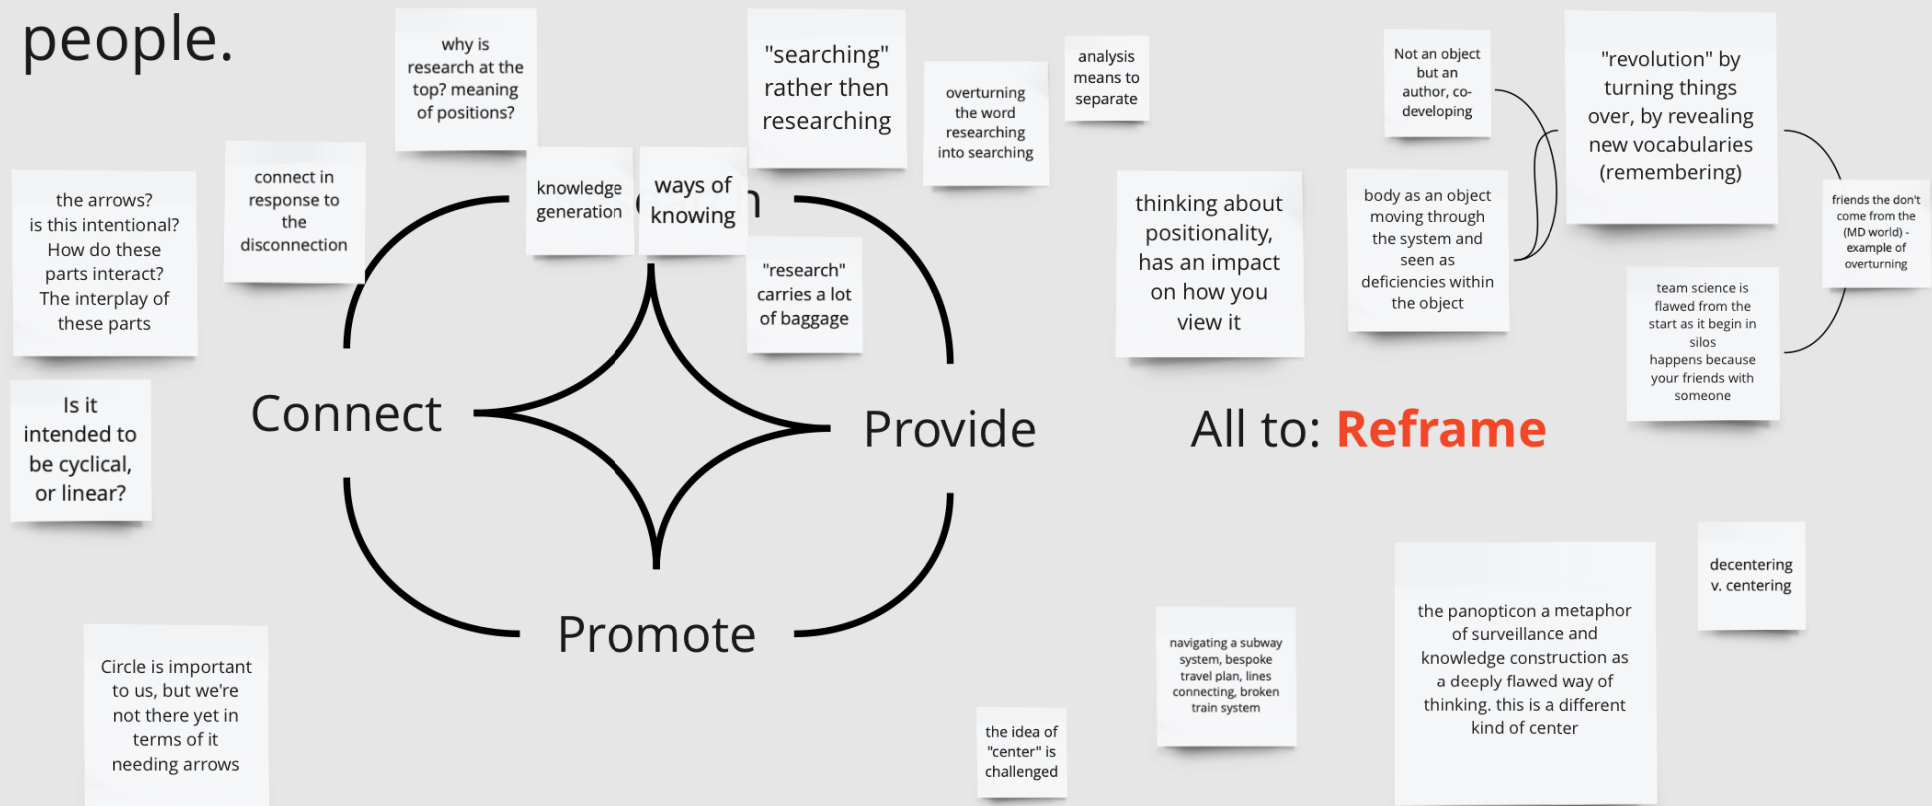 people.
why is
research at the
top? meaning
of positions?
"searching"
rather then
researching
overturning
the word
researching
into searching
analysis
means to
separate
Not an object
but an
author, co-
developing
"revolution" by
turning things
over, by revealing
new vocabularies
(remembering)
the arrows?
is this intentional?
How do these
parts interact?
The interplay of
these parts
connect in
response to
the
disconnection
knowledge
generation
ways of
knowing
"research"
carries a lot
of baggage
thinking about
positionality,
has an impact
on how you
view it
body as an object
moving through
the system and
seen as
deficiencies within
the object
friends the don't
come from the
(MD world) -
example of
overturning
team science is
flawed from the
start as it begin in
silos
happens because
your friends with
someone
Is it
intended to
be cyclical,
or linear?
Connect
Provide
All to: Reframe
Promote
Circle is important
to us, but we're
not there yet in
terms of it
needing arrows
the idea of
"center" is
challenged
navigating a subway
system, bespoke
travel plan, lines
connecting, broken
train system
the panopticon a metaphor
of surveillance and
knowledge construction as
a deeply flawed way of
thinking. this is a different
kind of center
decentering
v. centering